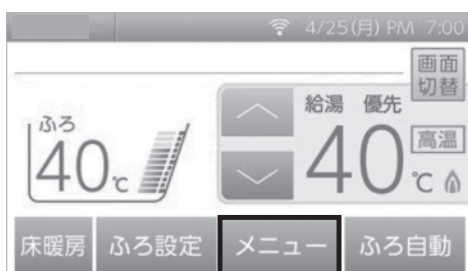 4/25(月) PM 7:00
画面
切替
ふろ
40℃
給湯 優先
40℃
高温
床暖房 ふろ設定 メニュー ふろ自動